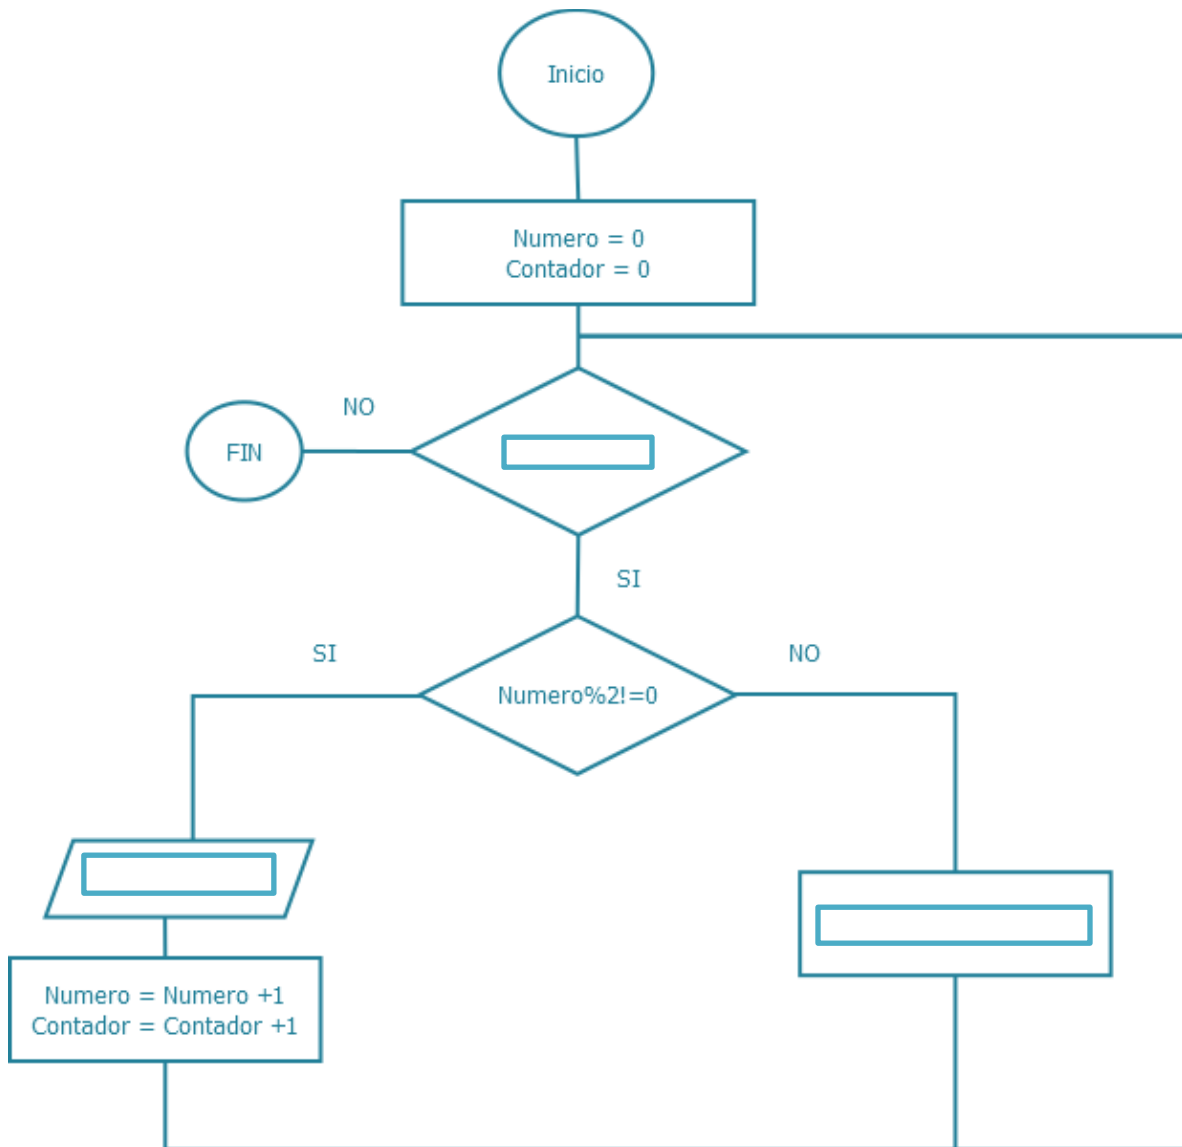 Inicio
Numero = 0
Contador = 0
NO
FIN
SI
SI
NO
Numero%2!=0
Numero = Numero +1
Contador = Contador +1